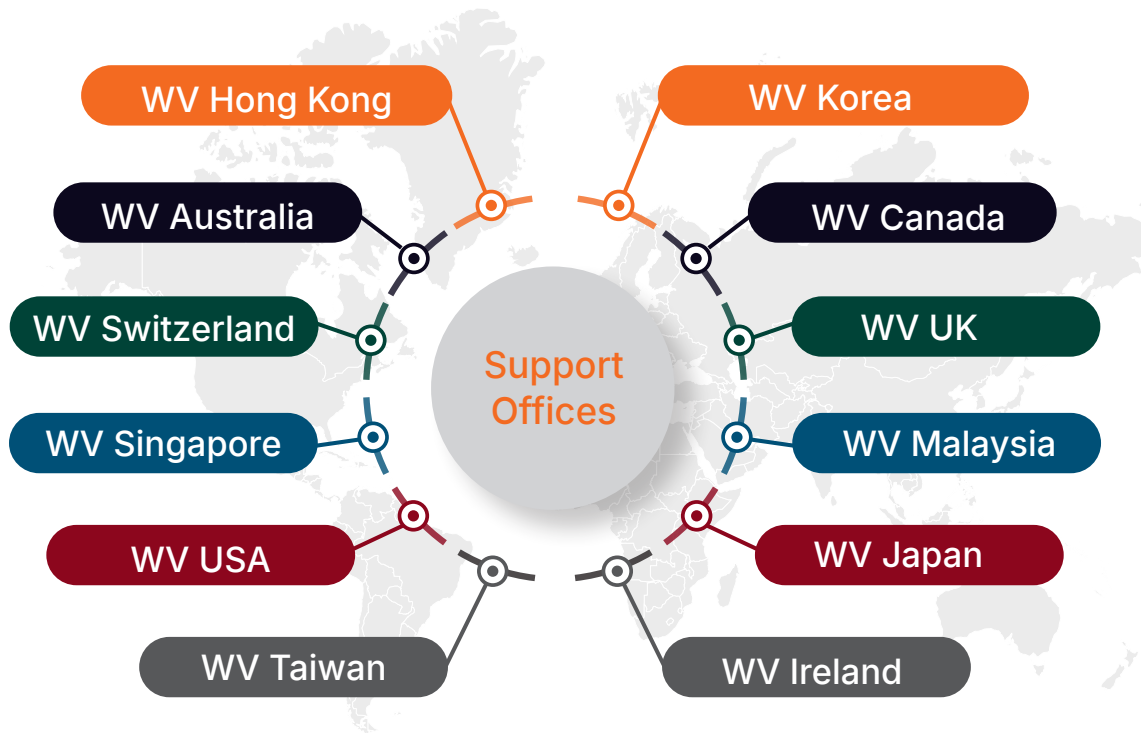 WV Hong Kong
WV Korea
WV Australia
WV Canada
WV Switzerland
WV UK
Support
Offices
WV Singapore
WV Malaysia
WV USA
WV Japan
WV Taiwan
WV Ireland